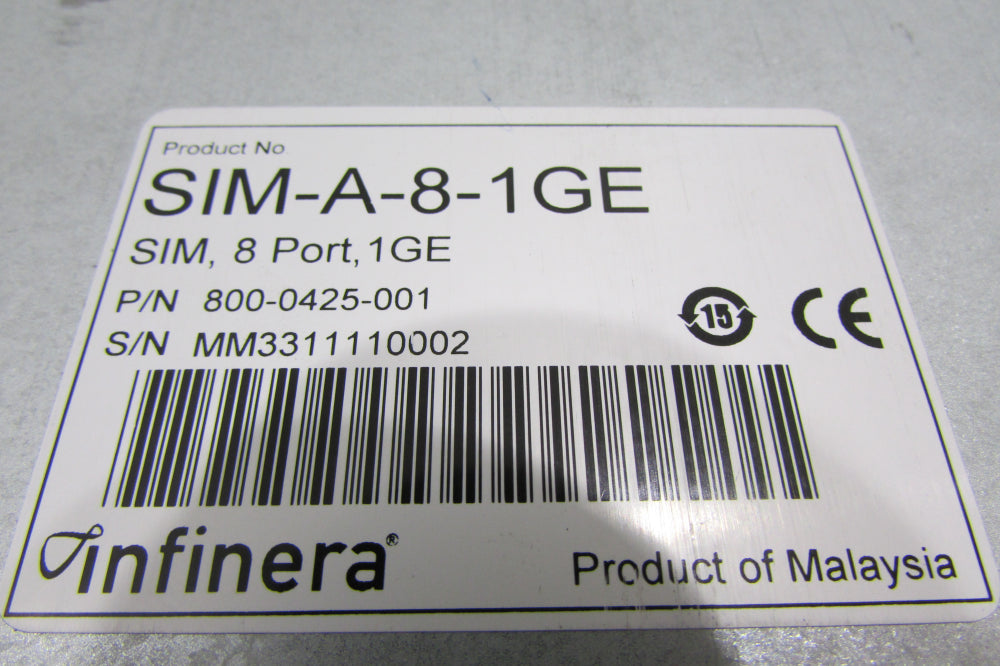 Product No
SIM-A-8-1GE
SIM, 8 Port,1GE
P/N 800-0425-001
S/N MM3311110002
15
CE
infinera®
Product of Malaysia